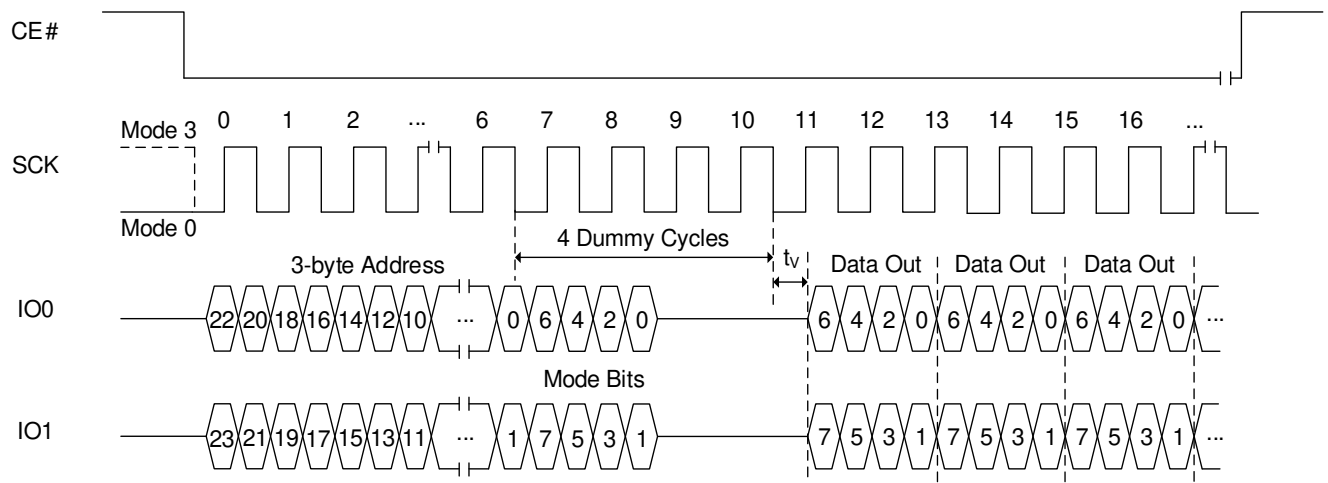 CE#
0 1 2 ... 6 7 8 9 10 11 12 13 14 15 16 ...
Mode 3
SCK
Mode 0
4 Dummy Cycles
tV
3-byte Address
Data Out Data Out Data Out
IO0
22 20 18 16 14 12 10 ... 0 6 4 2 0 6 4 2 0 6 4 2 0 6 4 2 0 ...
Mode Bits
IO1
23 21 19 17 15 13 11 ... 1 7 5 3 1 7 5 3 1 7 5 3 1 7 5 3 1 ...